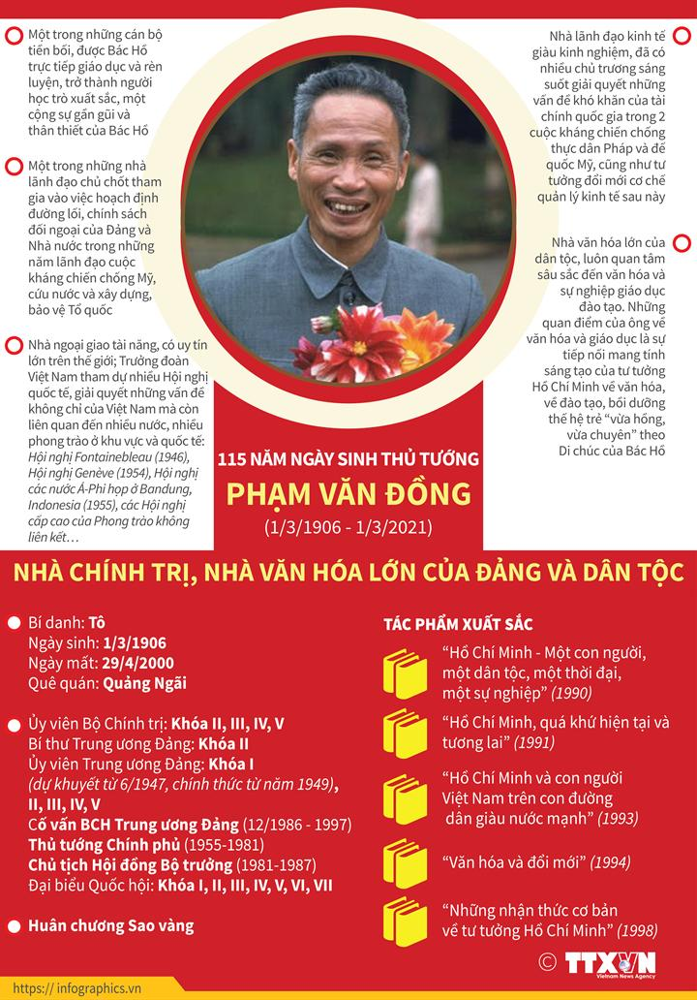 Một trong những cán bộ
tiền bối, được Bác Hồ
trực tiếp giáo dục và rèn
luyện, trở thành người
học trò xuất sắc, một
cộng sự gần gũi và
thân thiết của Bác Hồ
Một trong những nhà
lãnh đạo chủ chốt tham
gia vào việc hoạch định
đường lối, chính sách
đối ngoại của Đảng và
Nhà nước trong những
năm lãnh đạo cuộc
kháng chiến chống Mỹ,
cứu nước và xây dựng,
bảo vệ Tổ quốc
Nhà ngoại giao tài năng, có uy tín
lớn trên thế giới; Trưởng đoàn
Việt Nam tham dự nhiều Hội nghị
quốc tế, giải quyết những vấn đề
không chỉ của Việt Nam mà còn
liên quan đến nhiều nước, nhiều
phong trào ở khu vực và quốc tế:
Hội nghị Fontainebleau (1946),
Hội nghị Genève (1954), Hội nghị
các nước Á-Phi họp ở Bandung,
Indonesia (1955), các Hội nghị
cấp cao của Phong trào không
liên kết…
Nhà lãnh đạo kinh tế
giàu kinh nghiệm, đã có
nhiều chủ trương sáng
suốt giải quyết những
vấn đề khó khăn của tài
chính quốc gia trong 2
cuộc kháng chiến chống
thực dân Pháp và đế
quốc Mỹ, cũng như tư
tưởng đổi mới cơ chế
quản lý kinh tế sau này
Nhà văn hóa lớn của
dân tộc, luôn quan tâm
sâu sắc đến văn hóa và
sự nghiệp giáo dục
đào tạo. Những
quan điểm của ông về
văn hóa và giáo dục là sự
tiếp nối mang tính
sáng tạo của tư tưởng
Hồ Chí Minh về văn hóa,
về đào tạo, bồi dưỡng
thế hệ trẻ “vừa hồng,
vừa chuyên” theo
Di chúc của Bác Hồ
115 NĂM NGÀY SINH THỦ TƯỚNG
PHẠM VĂN ĐỒNG
(1/3/1906 - 1/3/2021)
NHÀ CHÍNH TRỊ, NHÀ VĂN HÓA LỚN CỦA ĐẢNG VÀ DÂN TỘC
Bí danh: Tô
Ngày sinh: 1/3/1906
Ngày mất: 29/4/2000
Quê quán: Quảng Ngãi
Ủy viên Bộ Chính trị: Khóa II, III, IV, V
Bí thư Trung ương Đảng: Khóa II
Ủy viên Trung ương Đảng: Khóa I
(dự khuyết từ 6/1947, chính thức từ năm 1949),
II, III, IV, V
Cố vấn BCH Trung ương Đảng (12/1986 - 1997)
Thủ tướng Chính phủ (1955-1981)
Chủ tịch Hội đồng Bộ trưởng (1981-1987)
Đại biểu Quốc hội: Khóa I, II, III, IV, V, VI, VII
Huân chương Sao vàng
TÁC PHẨM XUẤT SẮC
“Hồ Chí Minh - Một con người,
một dân tộc, một thời đại,
một sự nghiệp” (1990)
“Hồ Chí Minh, quá khứ hiện tại và
tương lai” (1991)
“Hồ Chí Minh và con người
Việt Nam trên con đường
dân giàu nước mạnh” (1993)
“Văn hóa và đổi mới” (1994)
“Những nhận thức cơ bản
về tư tưởng Hồ Chí Minh” (1998)
© TTXVN
Vietnam News Agency
https:// infographics.vn